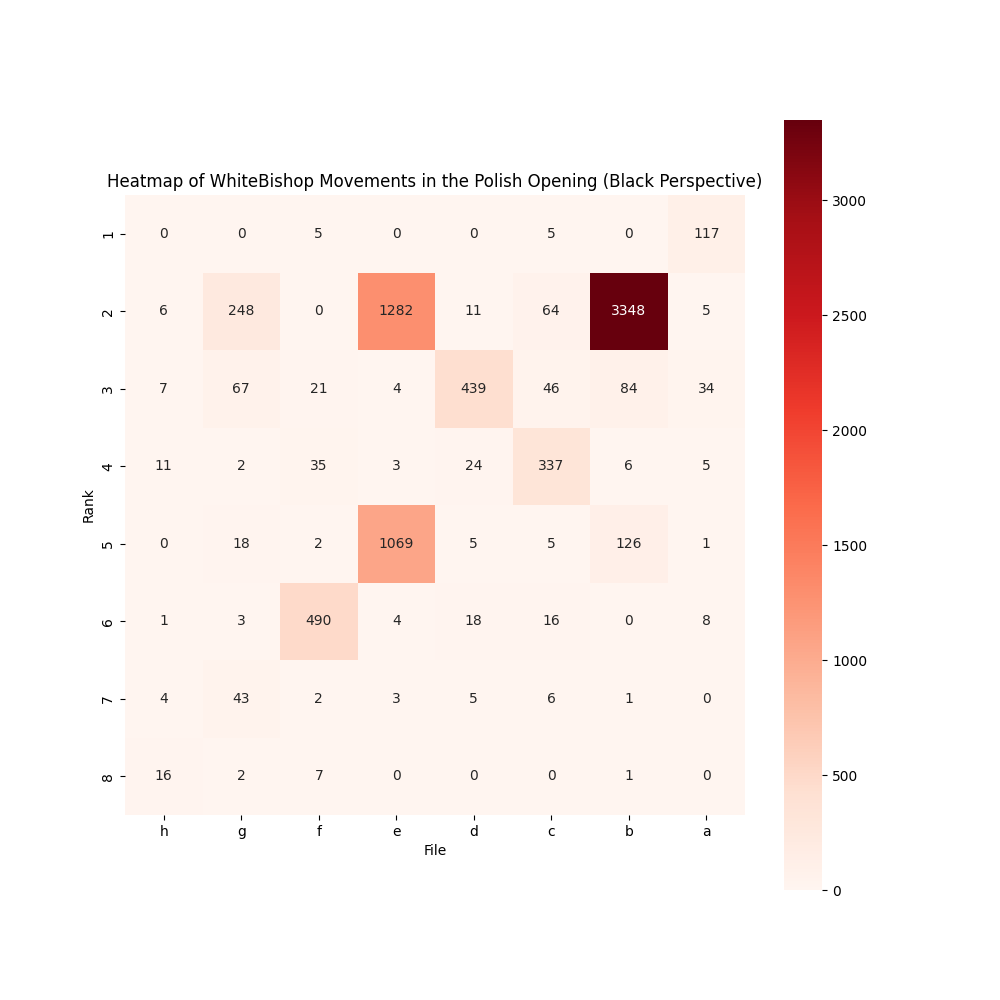 Heatmap of WhiteBishop Movements in the Polish Opening (Black Perspective)
1 0 0 5 0 0 5 0 117
2 6 248 0 1282 11 64 3348 5
3 7 67 21 4 439 46 84 34
4 11 2 35 3 24 337 6 5
5 0 18 2 1069 5 5 126 1
6 1 3 490 4 18 16 0 8
7 4 43 2 3 5 6 1 0
8 16 2 7 0 0 0 1 0
h g f e d c b a
File
Rank
3000
2500
2000
1500
1000
500
0